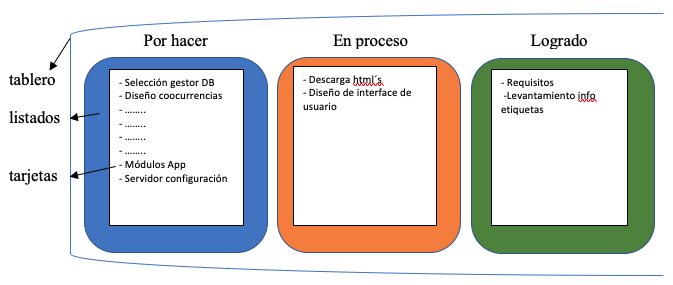 Por hacer
En proceso
Logrado
tablero
listados
tarjetas
- Selección gestor DB
- Diseño coocurrencias
- ........
- ........
- ........
- ........
- Módulos App
- Servidor configuración
- Descarga html´s
- Diseño de interface de
usuario
- Requisitos
-Levantamiento info
etiquetas